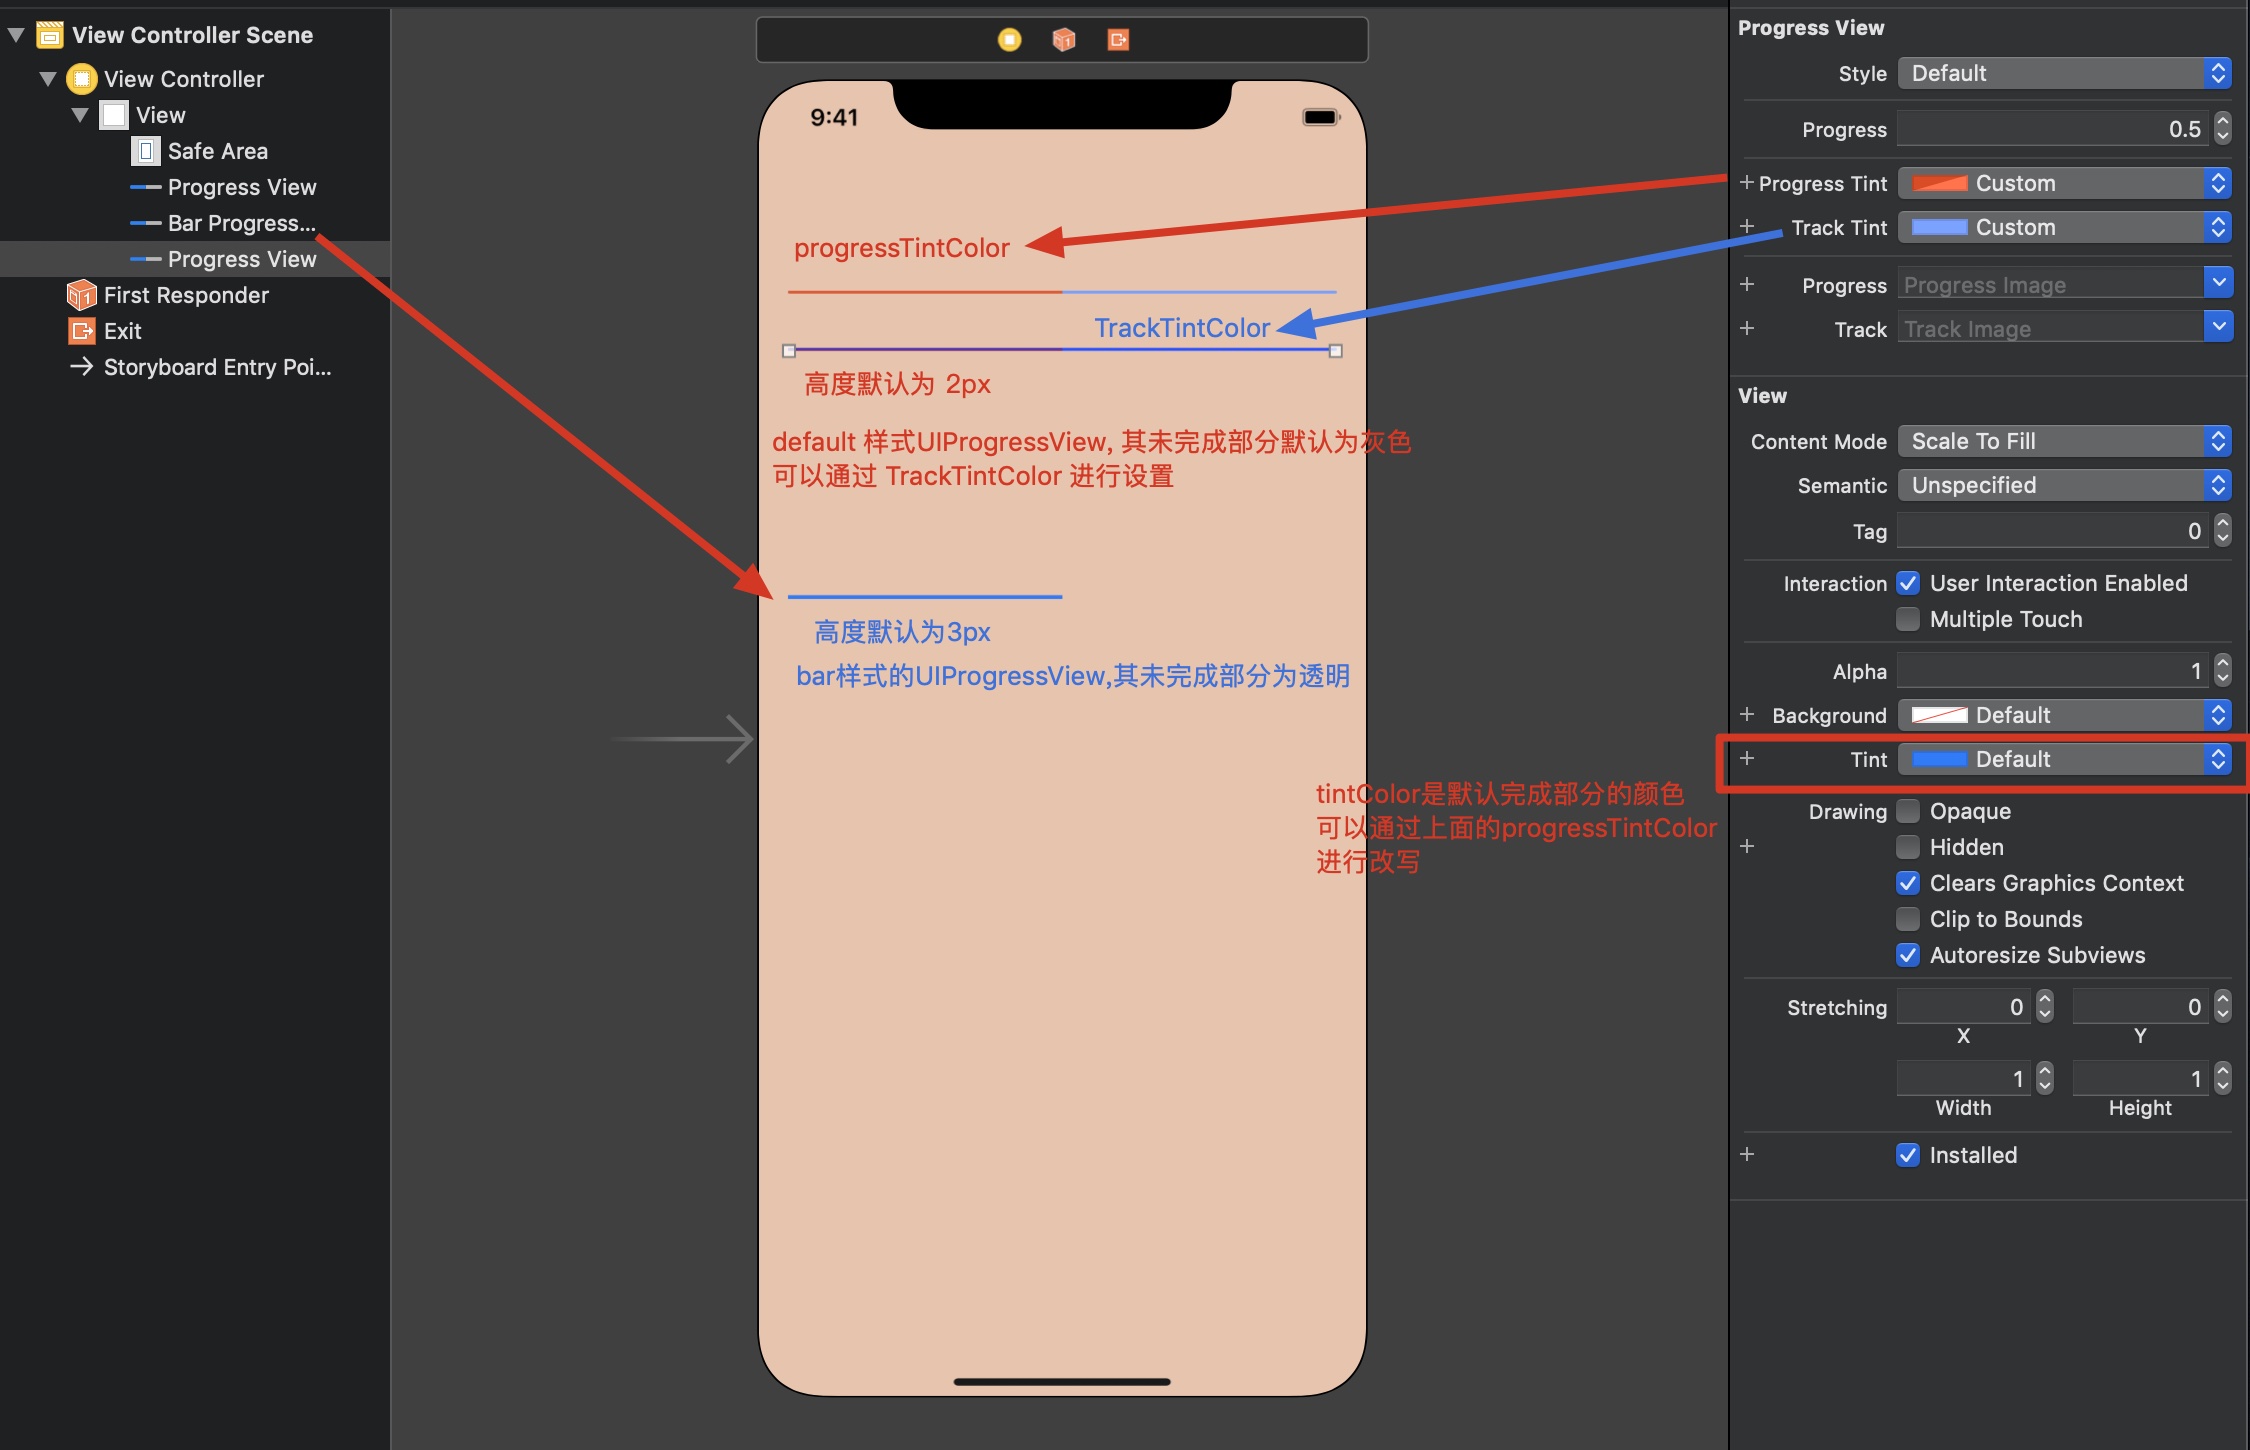 View Controller Scene
View Controller
View
Safe Area
Progress View
Bar Progress...
Progress View
First Responder
Exit
Storyboard Entry Poi...
9:41
progressTintColor
TrackTintColor
高度默认为 2px
default 样式UIProgressView, 其未完成部分默认为灰色
可以通过 TrackTintColor 进行设置
高度默认为3px
bar样式的UIProgressView,其未完成部分为透明
tintColor是默认完成部分的颜色
可以通过上面的progressTintColor
进行改写
Progress View
Style Default
Progress 0.5
Progress Tint Custom
Track Tint Custom
Progress Progress Image
Track Track Image
View
Content Mode Scale To Fill
Semantic Unspecified
Tag 0
Interaction User Interaction Enabled
Multiple Touch
Alpha 1
Background Default
Tint Default
Drawing Opaque
Hidden
Clears Graphics Context
Clip to Bounds
Autoresize Subviews
Stretching 0 0
X Y
1 1
Width Height
Installed